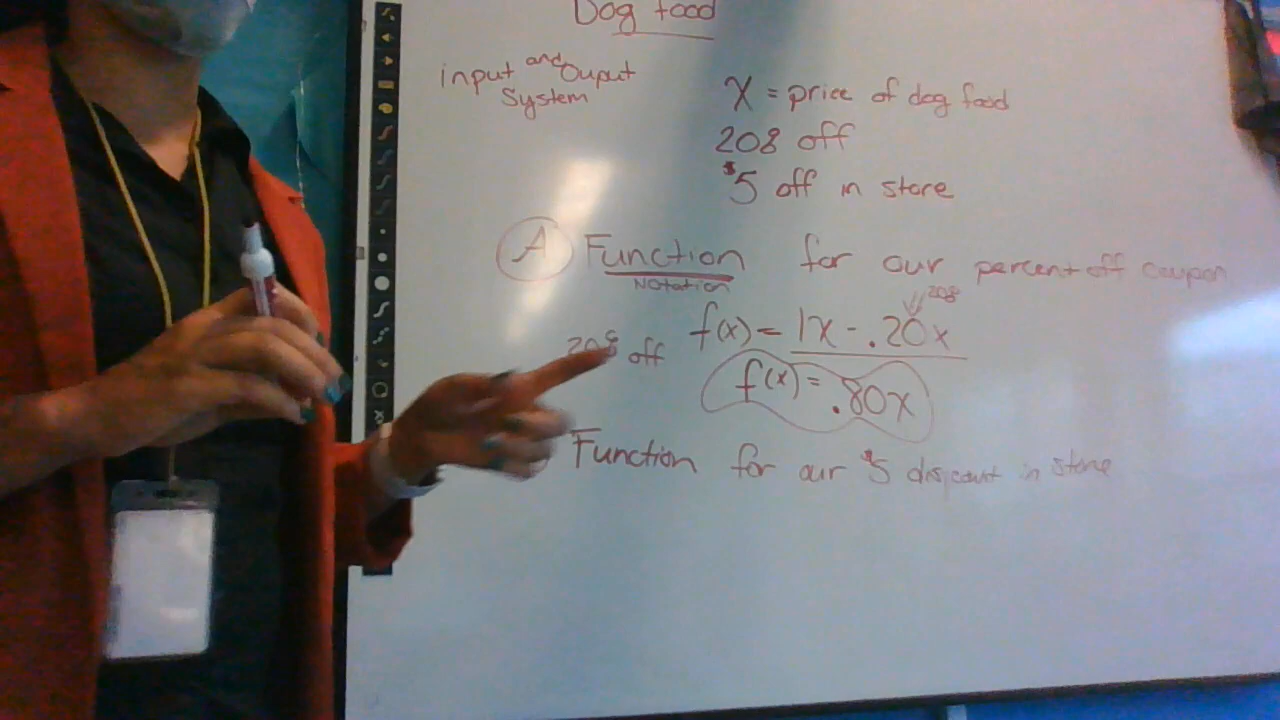 Dog food
input and Ouput
System
X = price of dog food
20% off
$5 off in store
A Function for our percent off coupon
Notation
20%
20% off f(x) = 1x - .20x
f(x) = .80x
Function for our $5 discount in store